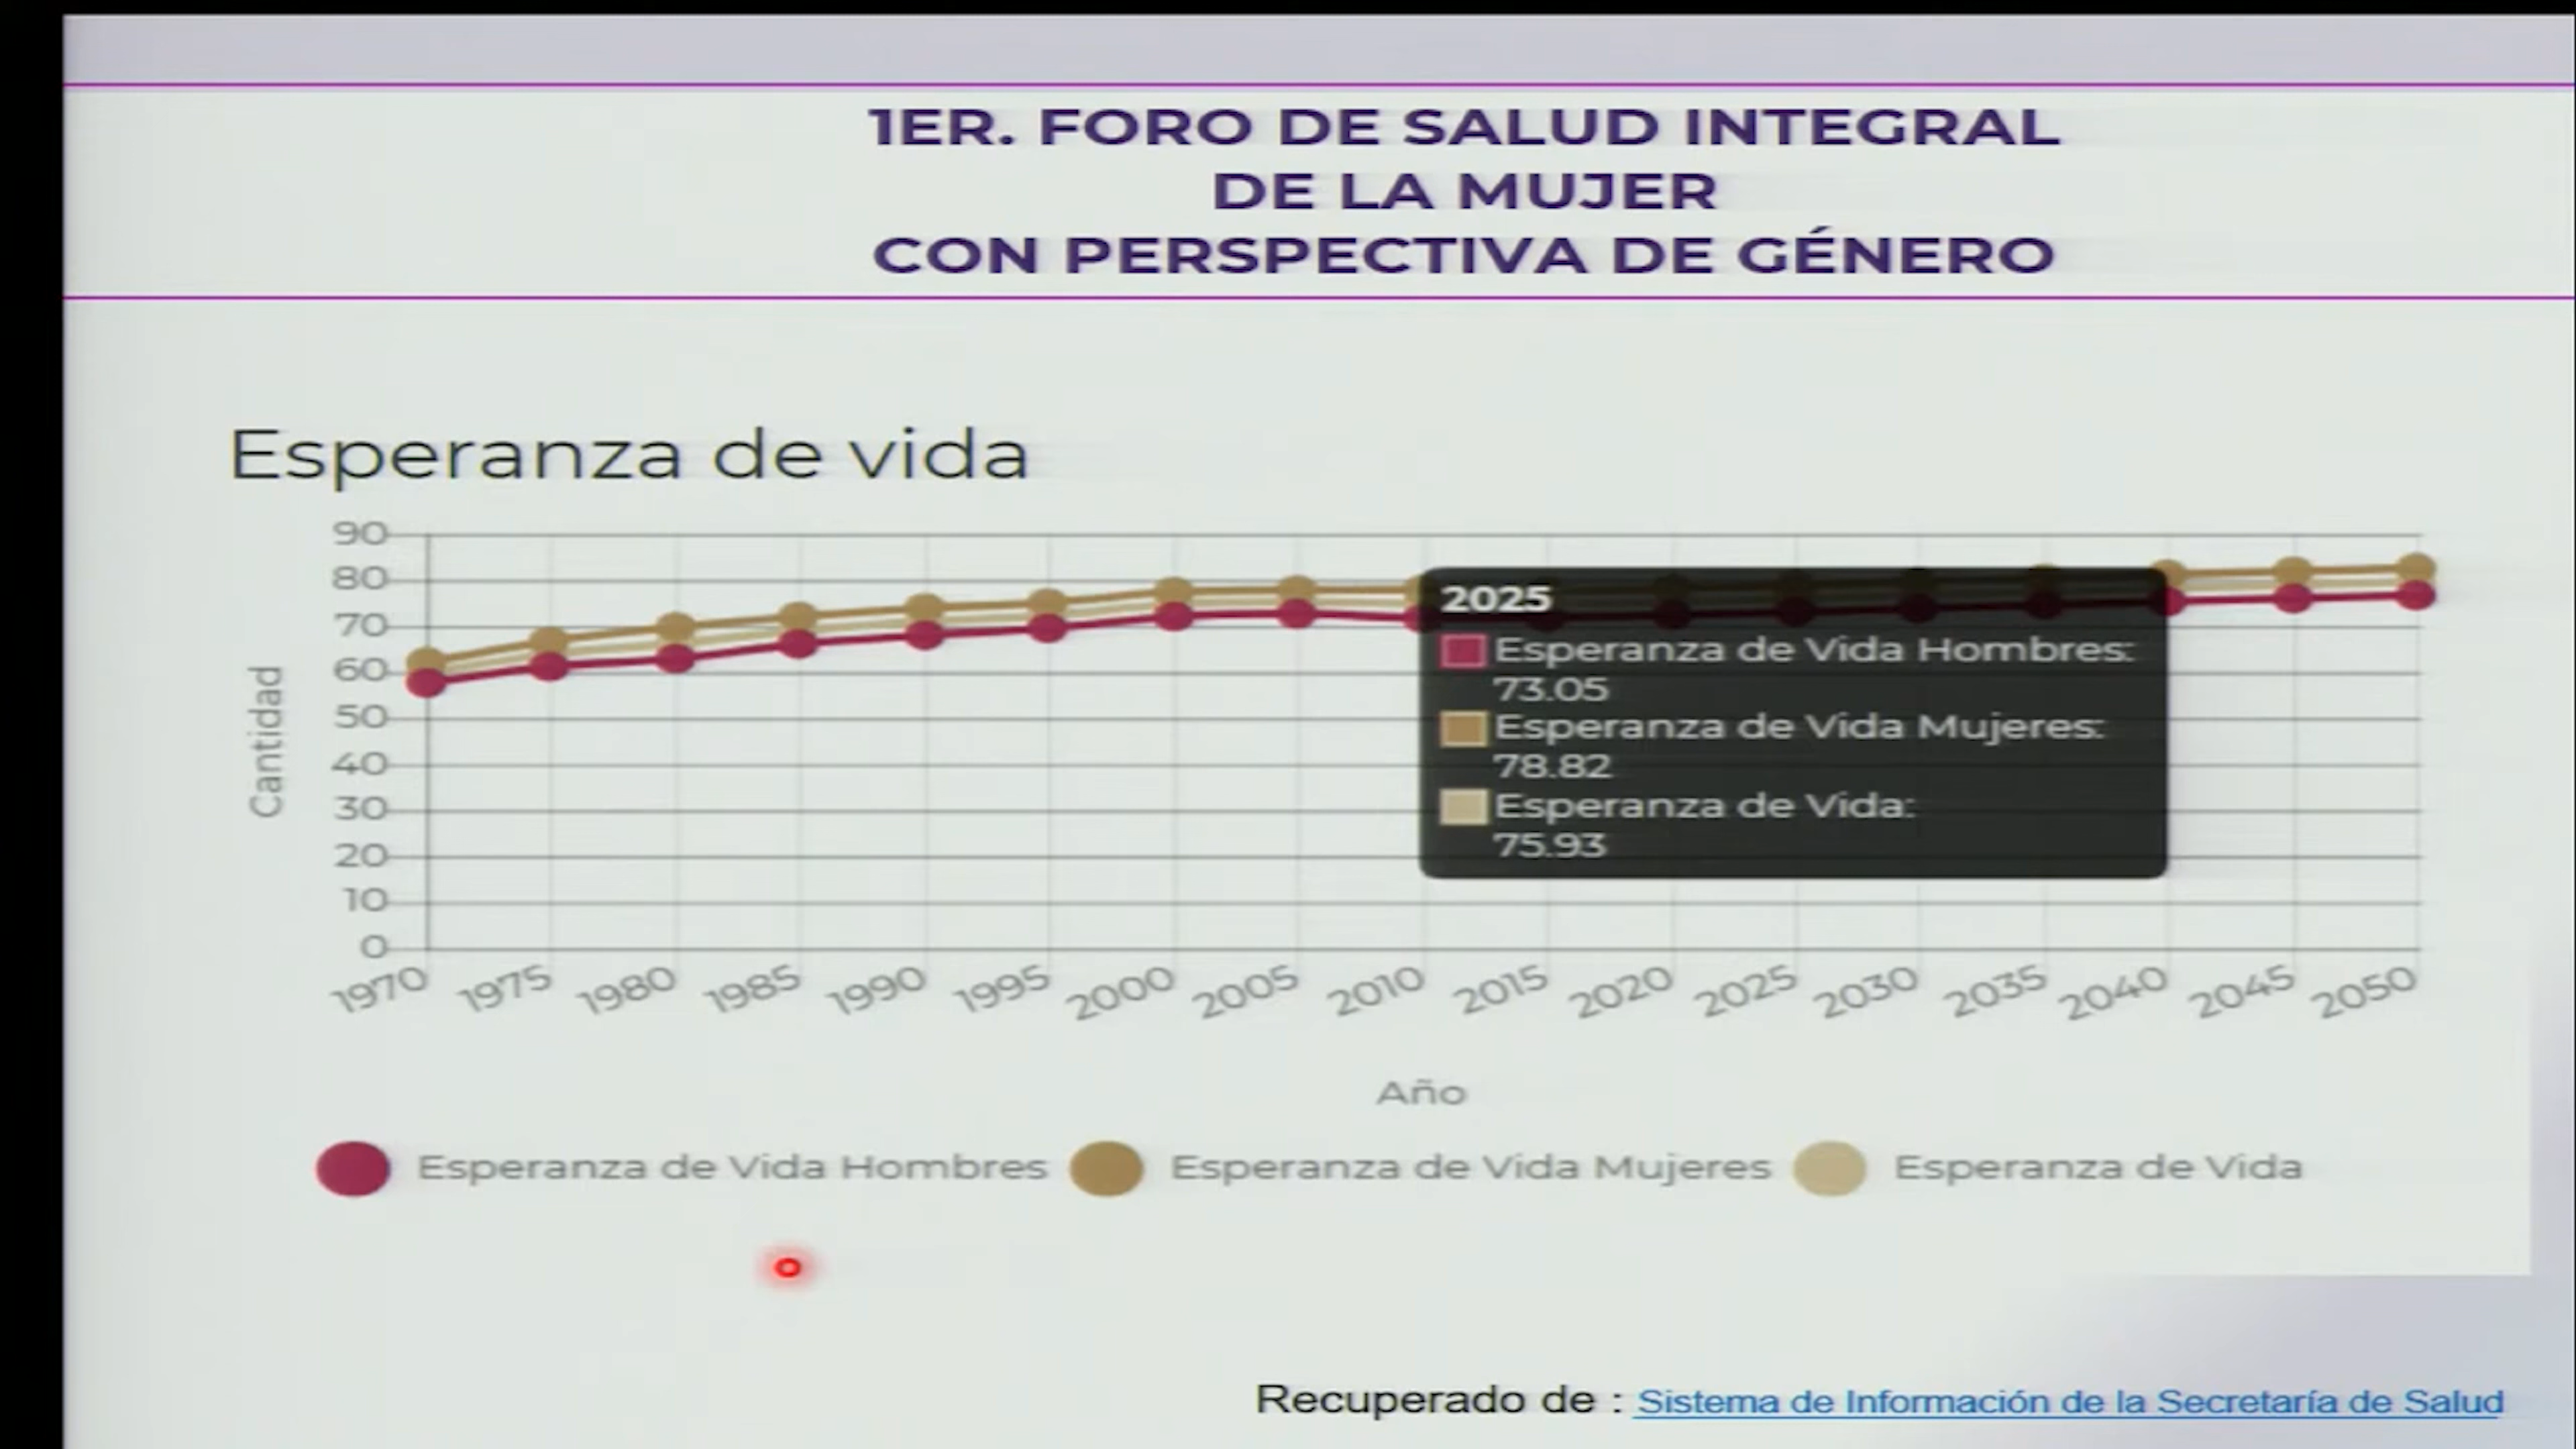 1ER. FORO DE SALUD INTEGRAL
DE LA MUJER
CON PERSPECTIVA DE GÉNERO
Esperanza de vida
90
80
70
60
50
40
30
20
10
0
Cantidad
2025
Esperanza de Vida Hombres:
73.05
Esperanza de Vida Mujeres:
78.82
Esperanza de Vida:
75.93
1970 1975 1980 1985 1990 1995 2000 2005 2010 2015 2020 2025 2030 2035 2040 2045 2050
Año
Esperanza de Vida Hombres Esperanza de Vida Mujeres Esperanza de Vida
Recuperado de : Sistema de Información de la Secretaría de Salud